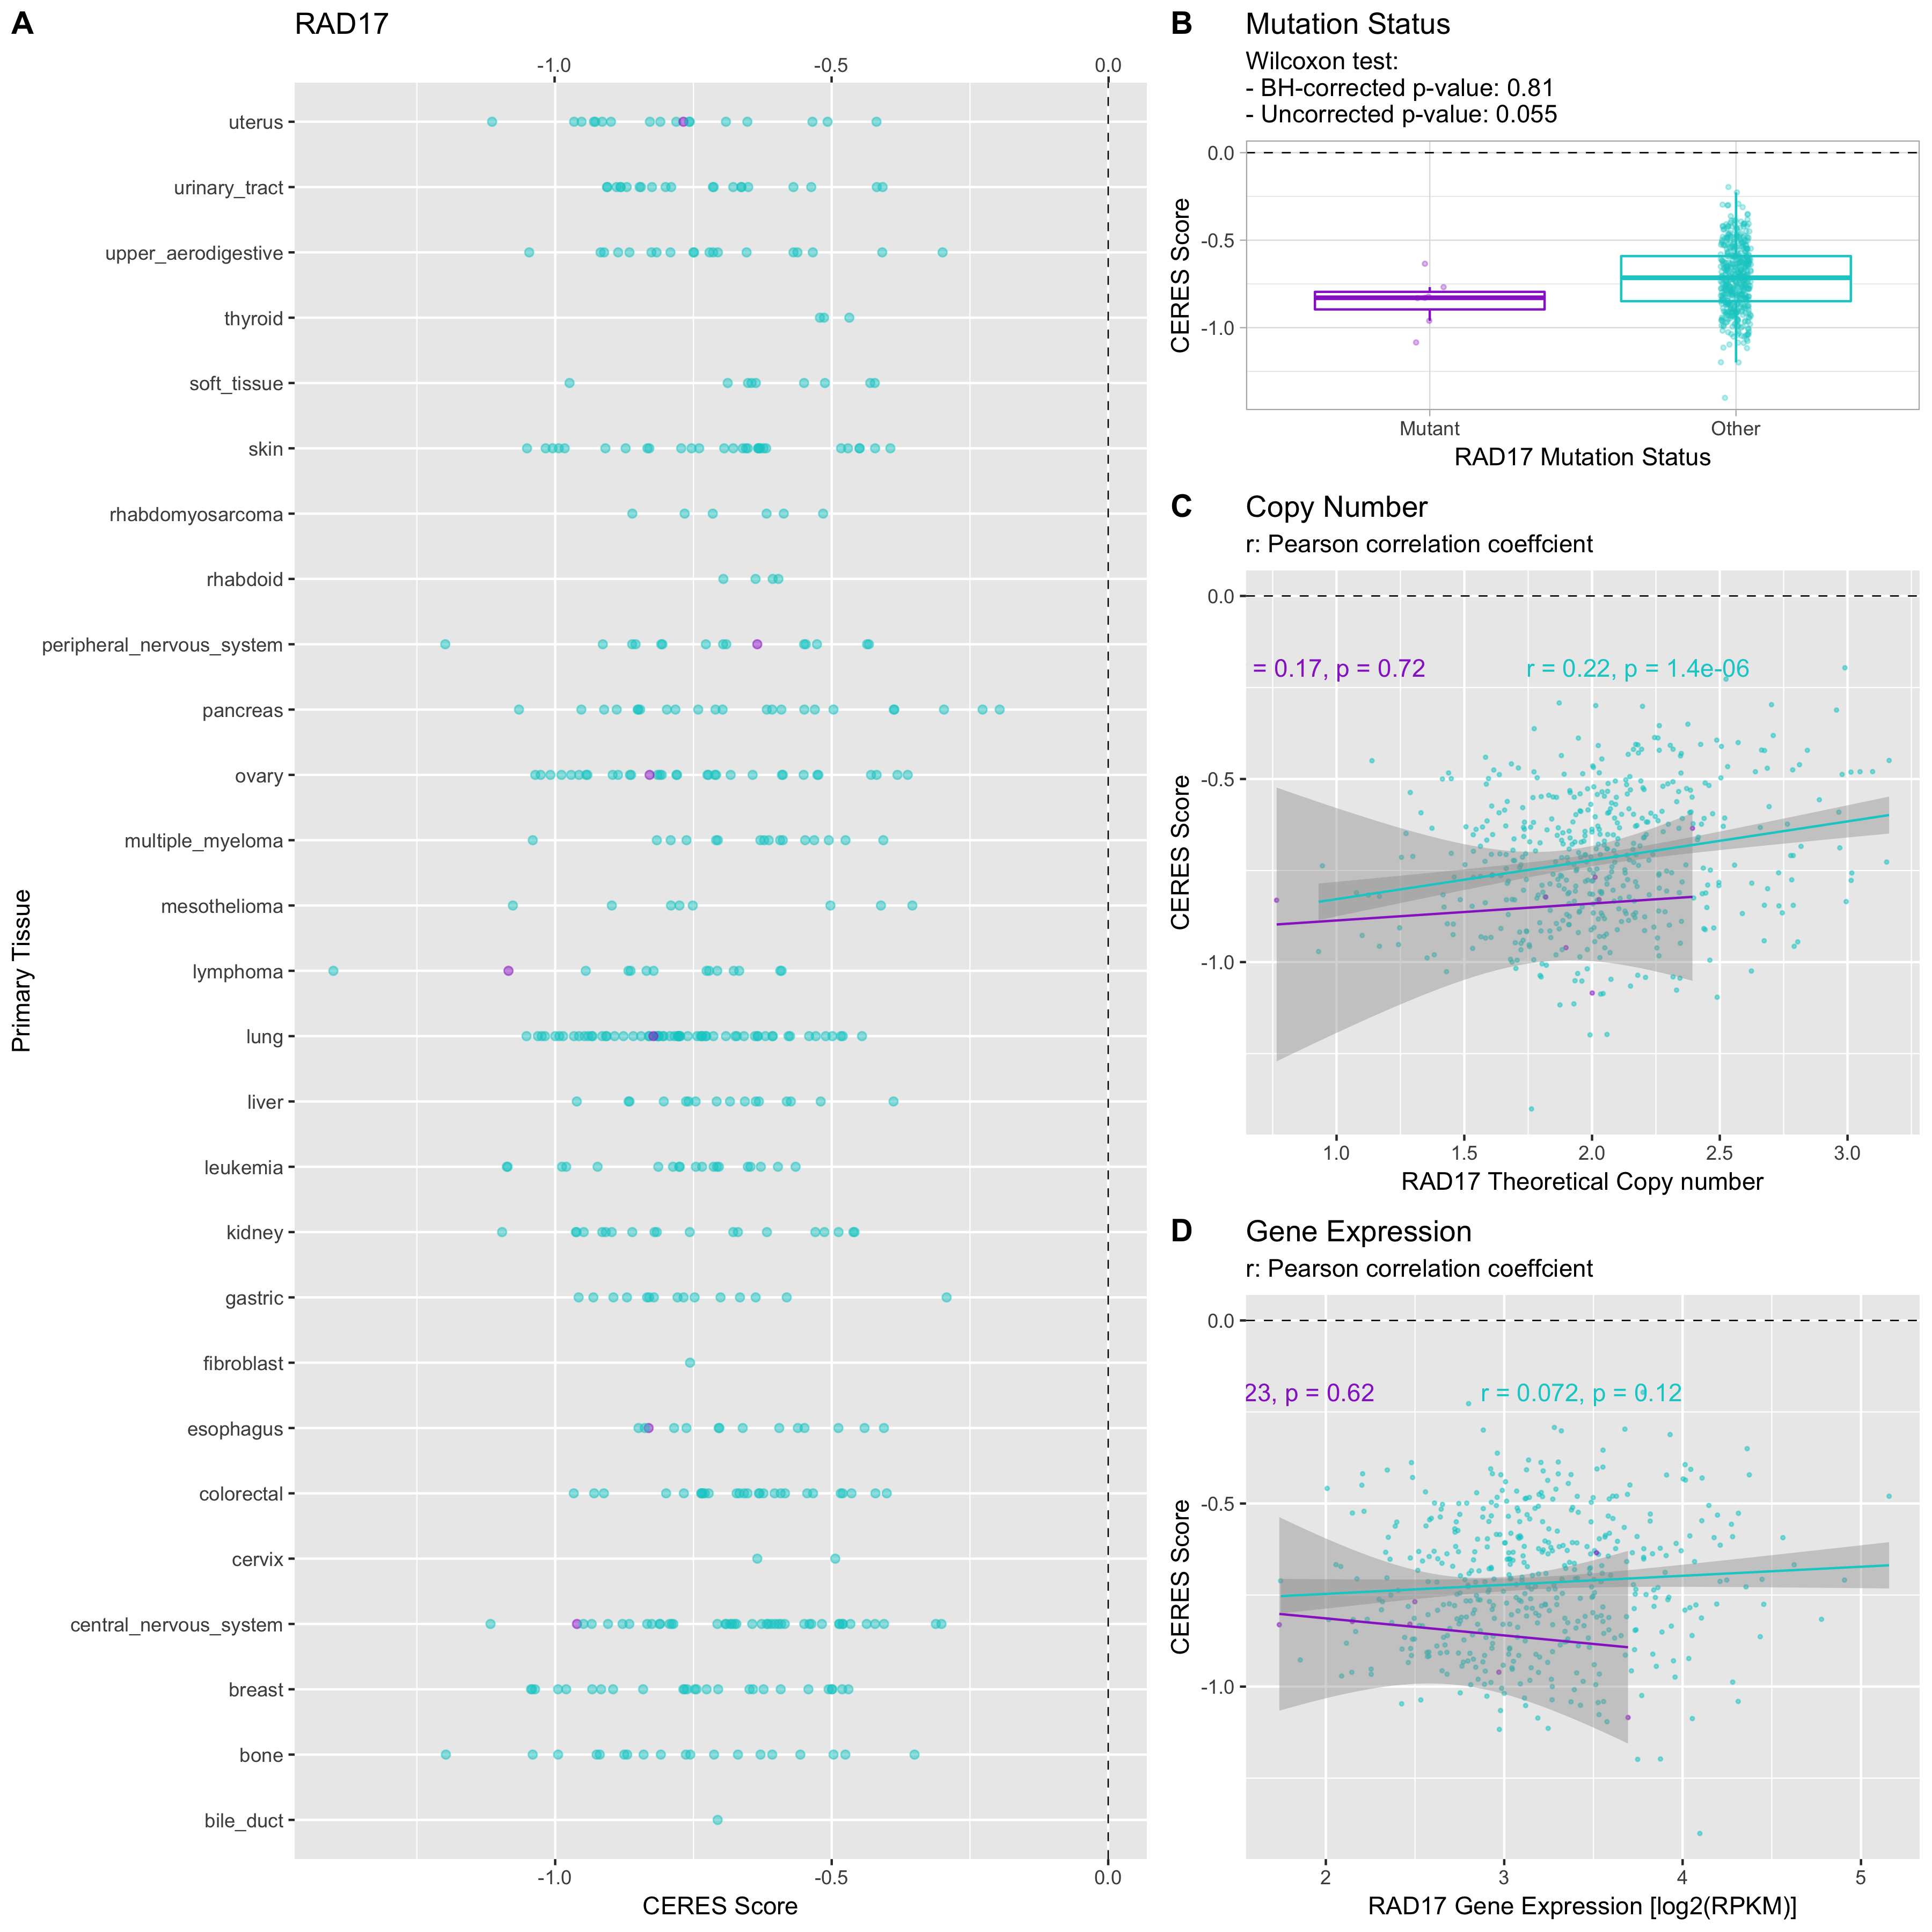 A
RAD17
-1.0 -0.5 0.0
uterus
urinary_tract
upper_aerodigestive
thyroid
soft_tissue
skin
rhabdomyosarcoma
rhabdoid
peripheral_nervous_system
pancreas
ovary
multiple_myeloma
mesothelioma
lymphoma
lung
liver
leukemia
kidney
gastric
fibroblast
esophagus
colorectal
cervix
central_nervous_system
breast
bone
bile_duct
Primary Tissue
-1.0 -0.5 0.0
CERES Score
B
Mutation Status
Wilcoxon test:
- BH-corrected p-value: 0.81
- Uncorrected p-value: 0.055
0.0
-0.5
-1.0
CERES Score
Mutant Other
RAD17 Mutation Status
C
Copy Number
r: Pearson correlation coeffcient
0.0
= 0.17, p = 0.72 r = 0.22, p = 1.4e-06
-0.5
-1.0
CERES Score
1.0 1.5 2.0 2.5 3.0
RAD17 Theoretical Copy number
D
Gene Expression
r: Pearson correlation coeffcient
0.0
23, p = 0.62 r = 0.072, p = 0.12
-0.5
-1.0
CERES Score
2 3 4 5
RAD17 Gene Expression [log2(RPKM)]